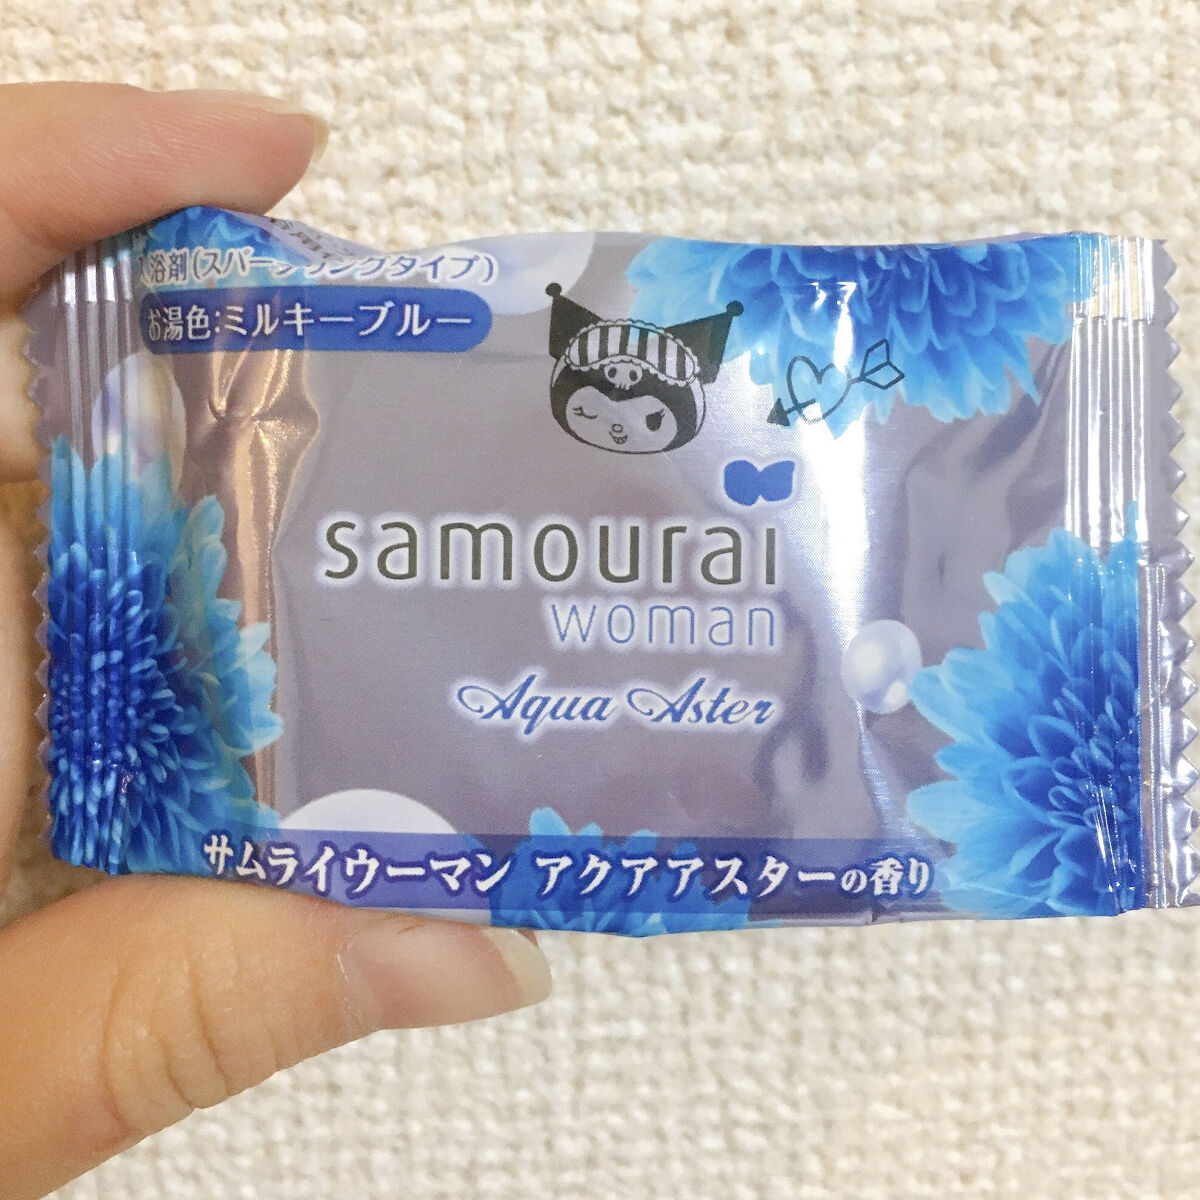 入浴剤(スパークリングタイプ)
お湯色:ミルキーブルー
samourai
woman
Aqua Aster
サムライウーマン アクアアスターの香り